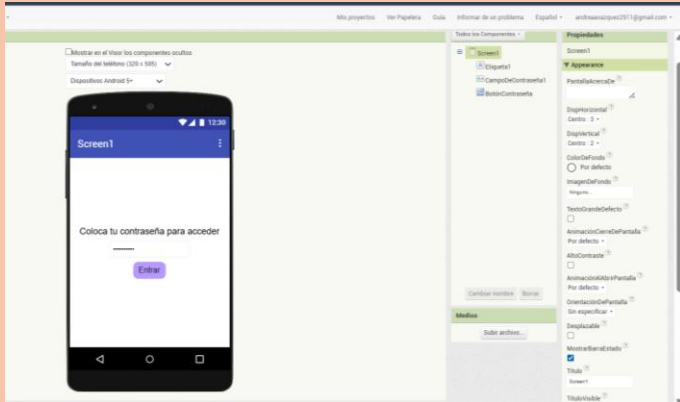 Mis proyectos Ver Papelera Guía Informar de un problema Español andreaavazquez2911@gmail.com
Mostrar en el Visor los componentes ocultos
Tamaño del teléfono (320 x 505)
Dispositivos Android 5+
12:30
Screen1
Coloca tu contraseña para acceder
Entrar
Todos los Componentes
Screen1
Etiqueta1
CampoDeContraseña1
BotónContraseña
Cambiar nombre Borrar
Medios
Subir archivo...
Propiedades
Screen1
Appearance
PantallaAcercaDe ?
DispHorizontal ?
Centro : 3
DispVertical ?
Centro : 2
ColorDeFondo ?
Por defecto
ImagenDeFondo ?
Ninguno...
TextoGrandeDefecto ?
AnimaciónCierreDePantalla ?
Por defecto
AltoContraste ?
AnimaciónAlAbrirPantalla ?
Por defecto
OrientaciónDePantalla ?
Sin especificar
Desplazable ?
MostrarBarraEstado ?
Título ?
Screen1
TítuloVisible ?